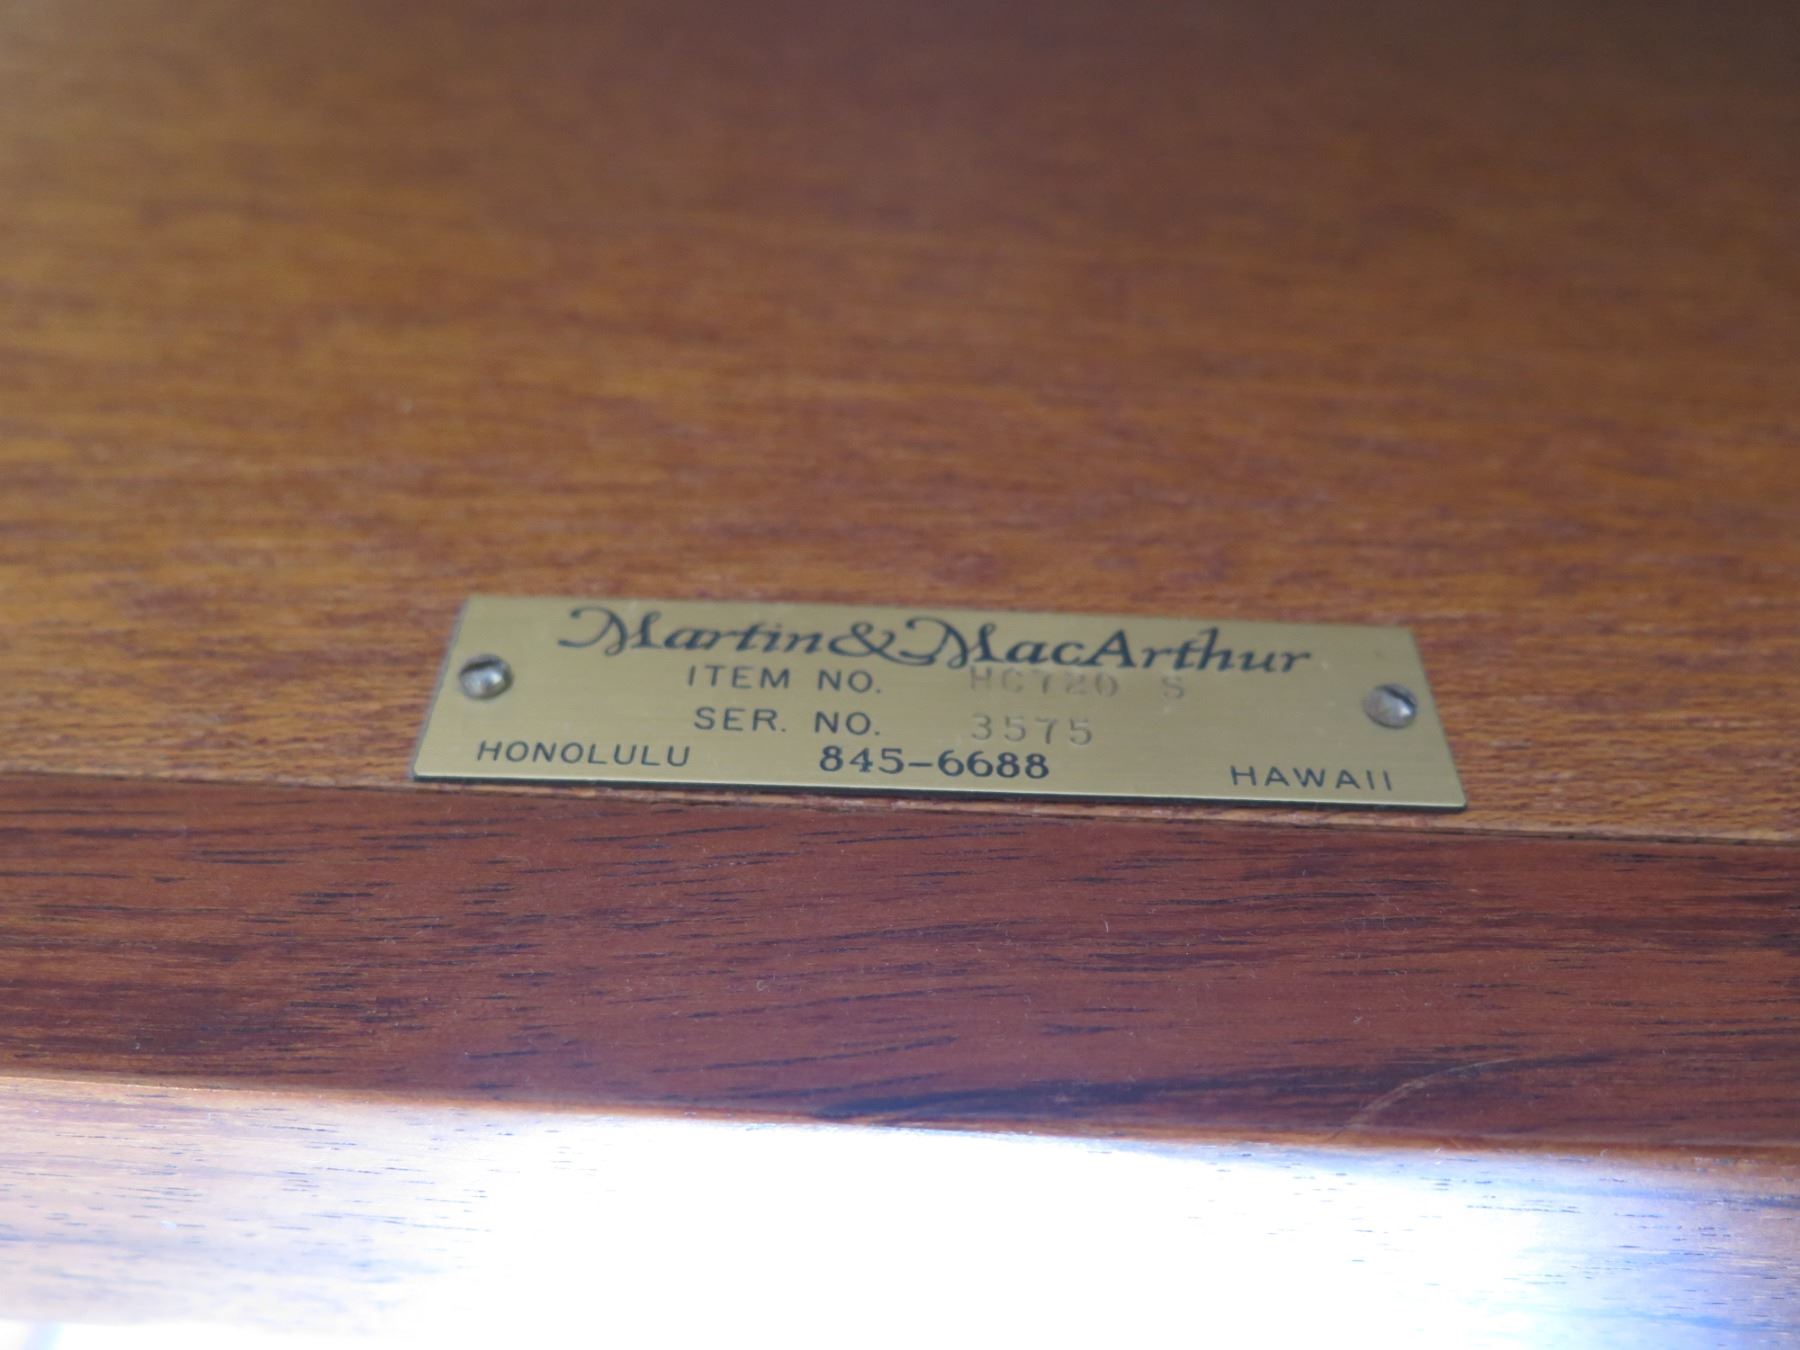 Martin & MacArthur
ITEM NO. HC720 S
SER. NO. 3575
HONOLULU 845-6688 HAWAII